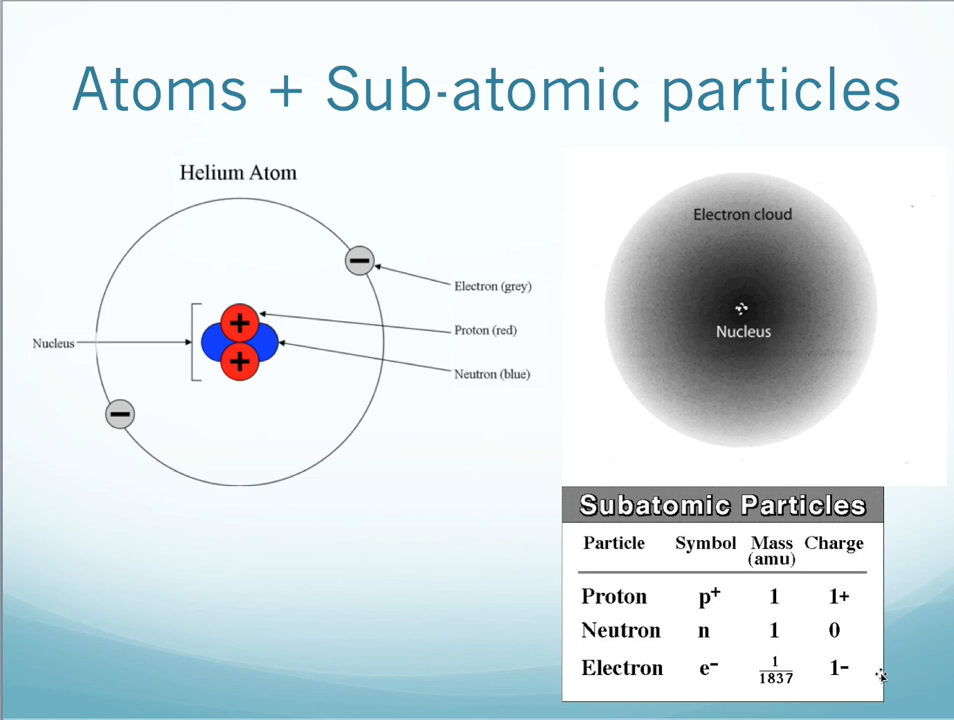 Atoms + Sub-atomic particles
Helium Atom
Electron (grey)
Proton (red)
Neutron (blue)
Nucleus
+
+
−
−
Electron cloud
Nucleus
Subatomic Particles
Particle Symbol Mass (amu) Charge
Proton p⁺ 1 1+
Neutron n 1 0
Electron e⁻ 1/1837 1−